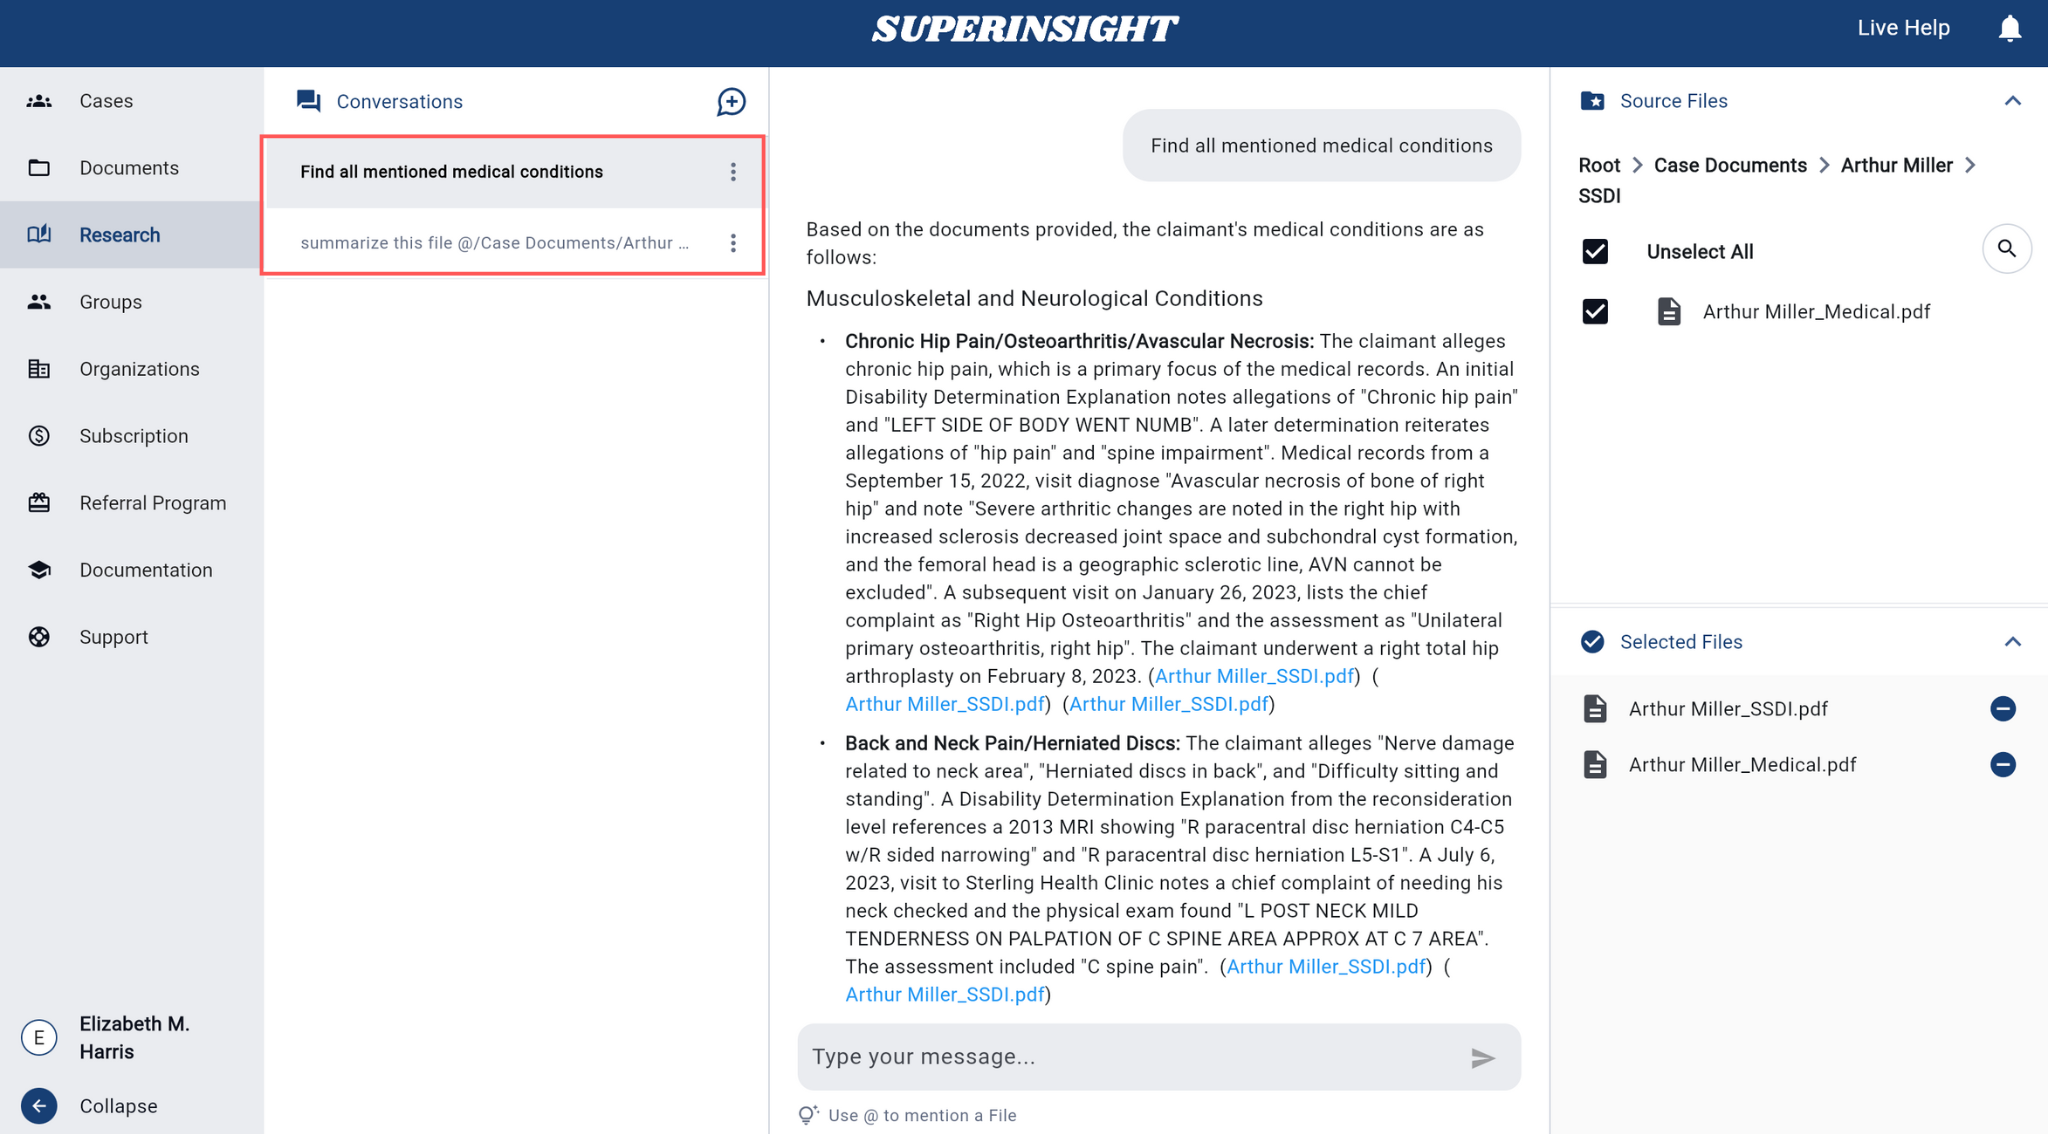 SUPERINSIGHT
Live Help
Cases
Documents
Research
Groups
Organizations
Subscription
Referral Program
Documentation
Support
E
Elizabeth M.
Harris
Collapse
Conversations
Find all mentioned medical conditions
summarize this file @/Case Documents/Arthur ...
Find all mentioned medical conditions
Based on the documents provided, the claimant's medical conditions are as
follows:
Musculoskeletal and Neurological Conditions
• Chronic Hip Pain/Osteoarthritis/Avascular Necrosis: The claimant alleges
chronic hip pain, which is a primary focus of the medical records. An initial
Disability Determination Explanation notes allegations of "Chronic hip pain"
and "LEFT SIDE OF BODY WENT NUMB". A later determination reiterates
allegations of "hip pain" and "spine impairment". Medical records from a
September 15, 2022, visit diagnose "Avascular necrosis of bone of right
hip" and note "Severe arthritic changes are noted in the right hip with
increased sclerosis decreased joint space and subchondral cyst formation,
and the femoral head is a geographic sclerotic line, AVN cannot be
excluded". A subsequent visit on January 26, 2023, lists the chief
complaint as "Right Hip Osteoarthritis" and the assessment as "Unilateral
primary osteoarthritis, right hip". The claimant underwent a right total hip
arthroplasty on February 8, 2023. (Arthur Miller_SSDI.pdf) (
Arthur Miller_SSDI.pdf) (Arthur Miller_SSDI.pdf)
• Back and Neck Pain/Herniated Discs: The claimant alleges "Nerve damage
related to neck area", "Herniated discs in back", and "Difficulty sitting and
standing". A Disability Determination Explanation from the reconsideration
level references a 2013 MRI showing "R paracentral disc herniation C4-C5
w/R sided narrowing" and "R paracentral disc herniation L5-S1". A July 6,
2023, visit to Sterling Health Clinic notes a chief complaint of needing his
neck checked and the physical exam found "L POST NECK MILD
TENDERNESS ON PALPATION OF C SPINE AREA APPROX AT C 7 AREA".
The assessment included "C spine pain". (Arthur Miller_SSDI.pdf) (
Arthur Miller_SSDI.pdf)
Type your message...
Use @ to mention a File
Source Files
Root > Case Documents > Arthur Miller >
SSDI
Unselect All
Arthur Miller_Medical.pdf
Selected Files
Arthur Miller_SSDI.pdf
Arthur Miller_Medical.pdf